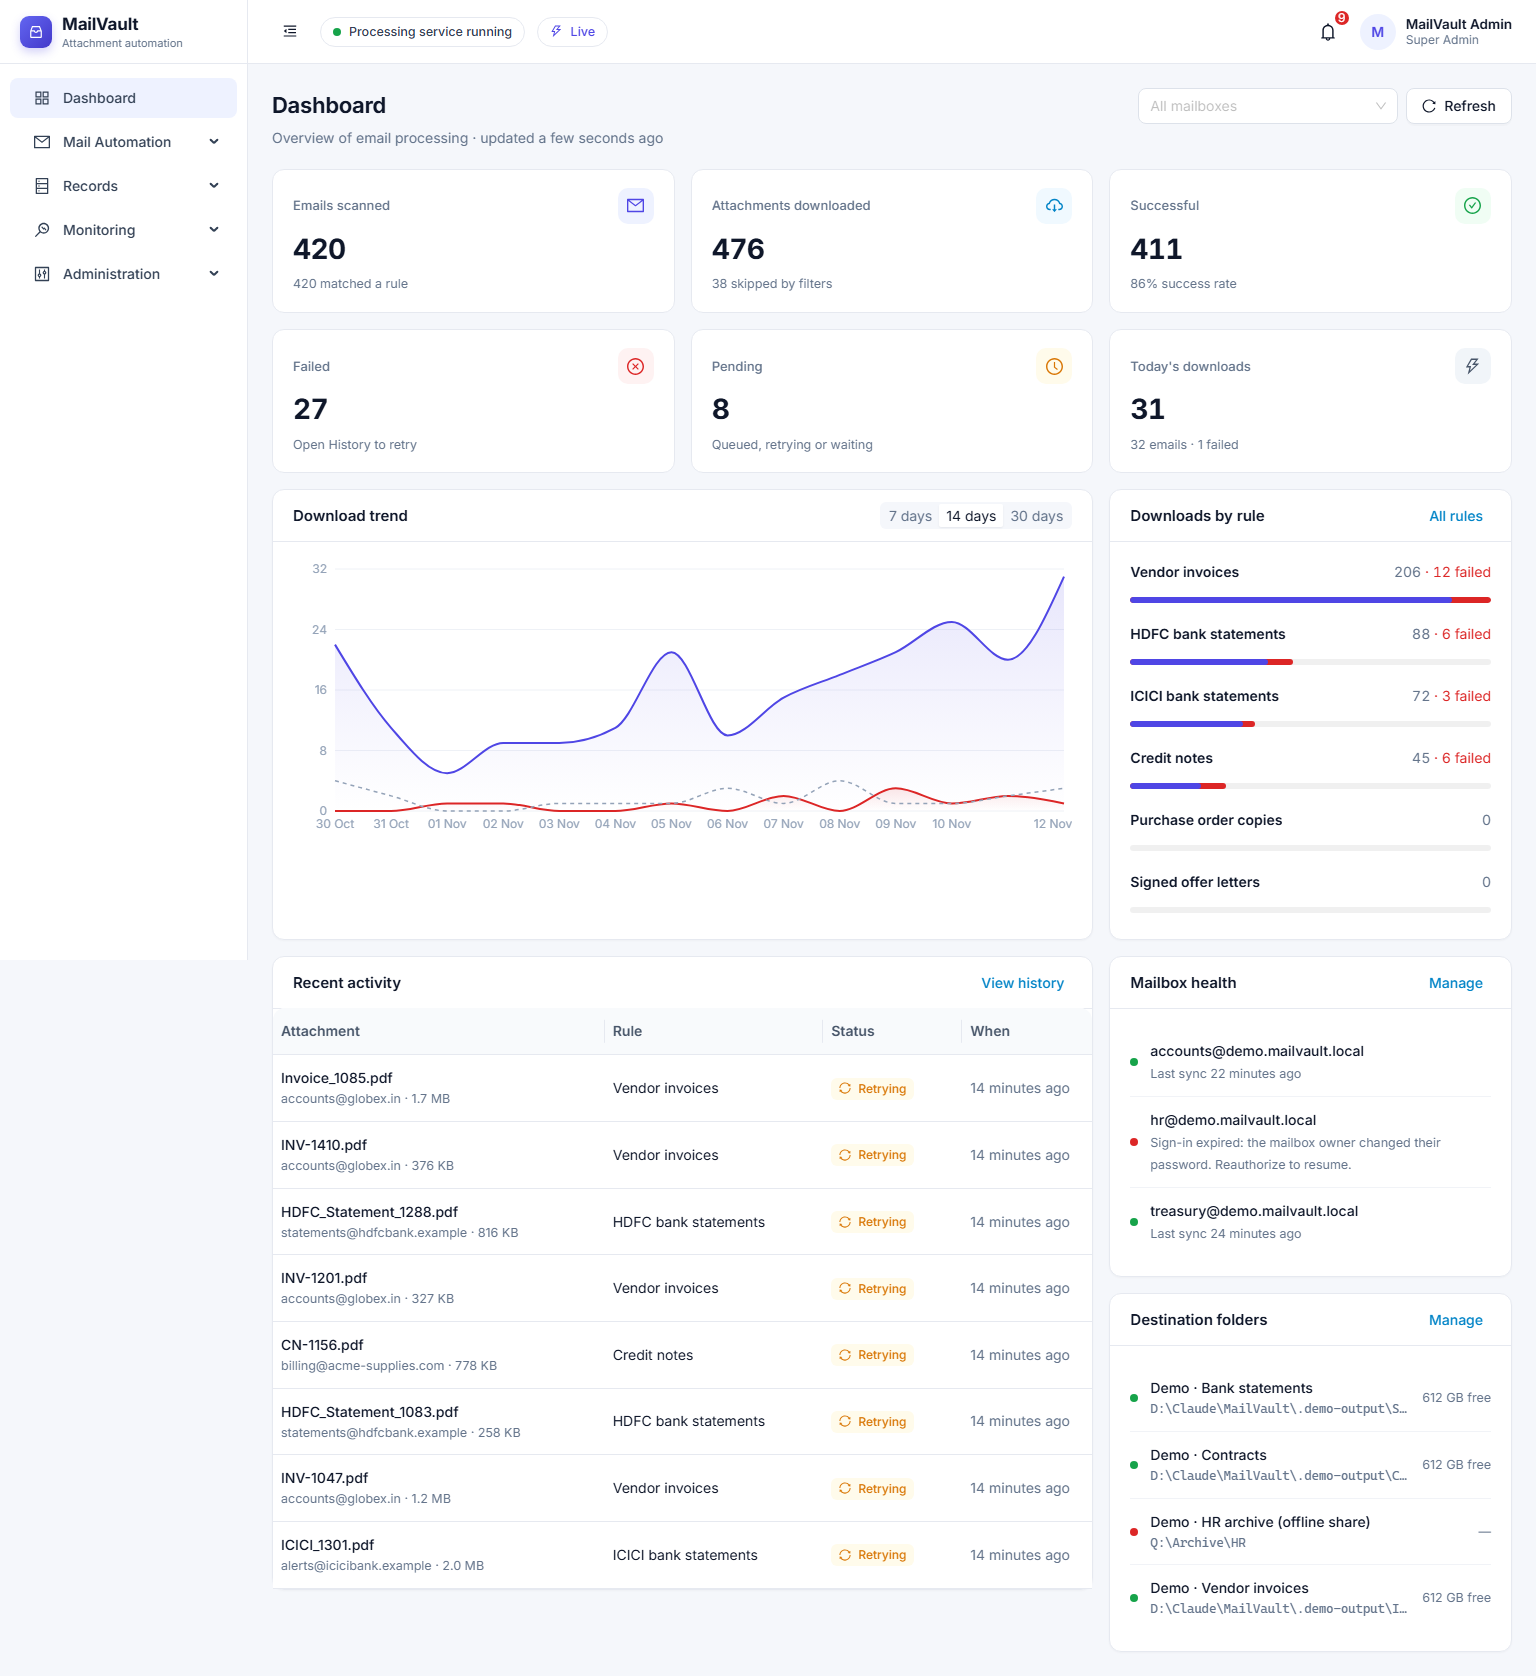 MailVault
Attachment automation
Processing service running
Live
9
M
MailVault Admin
Super Admin
Dashboard
Mail Automation
Records
Monitoring
Administration
Dashboard
Overview of email processing · updated a few seconds ago
All mailboxes
Refresh
Emails scanned
420
420 matched a rule
Attachments downloaded
476
38 skipped by filters
Successful
411
86% success rate
Failed
27
Open History to retry
Pending
8
Queued, retrying or waiting
Today's downloads
31
32 emails · 1 failed
Download trend
7 days 14 days 30 days
32
24
16
8
0
30 Oct 31 Oct 01 Nov 02 Nov 03 Nov 04 Nov 05 Nov 06 Nov 07 Nov 08 Nov 09 Nov 10 Nov 12 Nov
Downloads by rule
All rules
Vendor invoices 206 · 12 failed
HDFC bank statements 88 · 6 failed
ICICI bank statements 72 · 3 failed
Credit notes 45 · 6 failed
Purchase order copies 0
Signed offer letters 0
Recent activity
View history
Attachment Rule Status When
Invoice_1085.pdf
accounts@globex.in · 1.7 MB
Vendor invoices Retrying 14 minutes ago
INV-1410.pdf
accounts@globex.in · 376 KB
Vendor invoices Retrying 14 minutes ago
HDFC_Statement_1288.pdf
statements@hdfcbank.example · 816 KB
HDFC bank statements Retrying 14 minutes ago
INV-1201.pdf
accounts@globex.in · 327 KB
Vendor invoices Retrying 14 minutes ago
CN-1156.pdf
billing@acme-supplies.com · 778 KB
Credit notes Retrying 14 minutes ago
HDFC_Statement_1083.pdf
statements@hdfcbank.example · 258 KB
HDFC bank statements Retrying 14 minutes ago
INV-1047.pdf
accounts@globex.in · 1.2 MB
Vendor invoices Retrying 14 minutes ago
ICICI_1301.pdf
alerts@icicibank.example · 2.0 MB
ICICI bank statements Retrying 14 minutes ago
Mailbox health
Manage
accounts@demo.mailvault.local
Last sync 22 minutes ago
hr@demo.mailvault.local
Sign-in expired: the mailbox owner changed their
password. Reauthorize to resume.
treasury@demo.mailvault.local
Last sync 24 minutes ago
Destination folders
Manage
Demo · Bank statements
D:\Claude\MailVault\.demo-output\S…
612 GB free
Demo · Contracts
D:\Claude\MailVault\.demo-output\C…
612 GB free
Demo · HR archive (offline share)
Q:\Archive\HR
—
Demo · Vendor invoices
D:\Claude\MailVault\.demo-output\I…
612 GB free